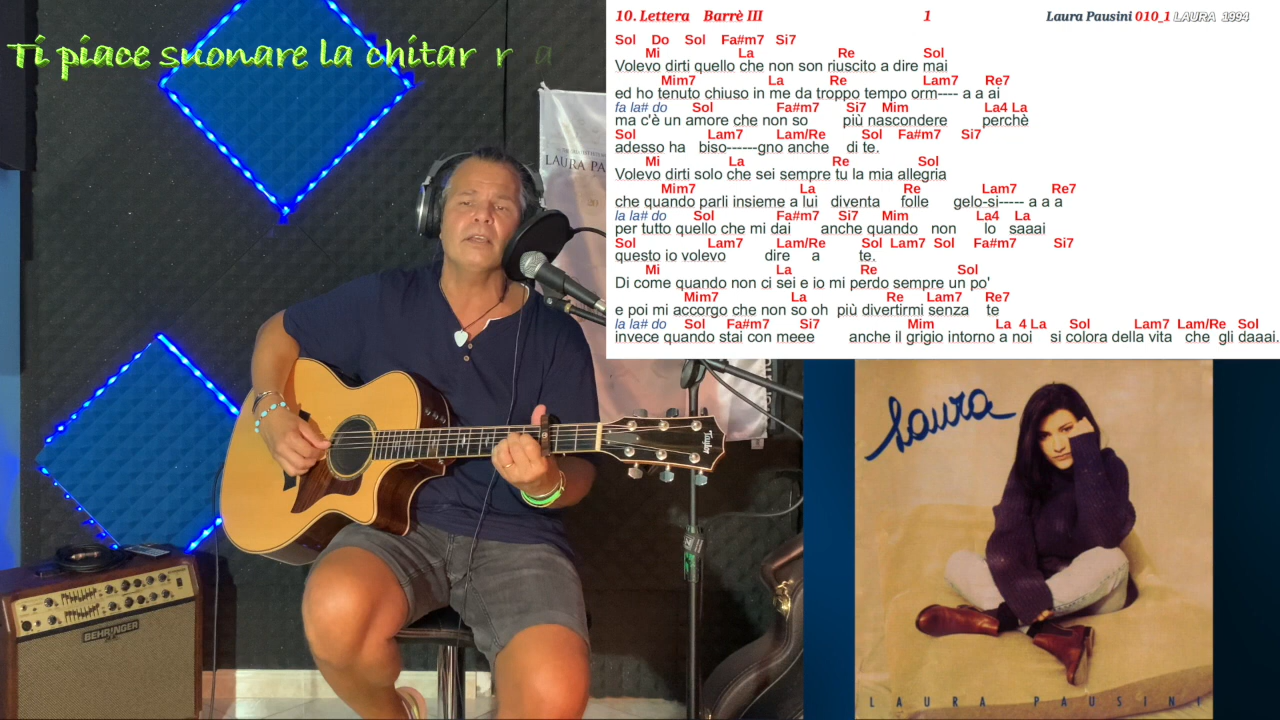 Ti piace suonare la chitarra
10. Lettera Barrè III 1 Laura Pausini 010_1 LAURA 1994
Sol Do Sol Fa#m7 Si7
Mi La Re Sol
Volevo dirti quello che non son riuscito a dire mai
Mim7 La Re Lam7 Re7
ed ho tenuto chiuso in me da troppo tempo orm---- a a ai
fa la# do Sol Fa#m7 Si7 Mim La4 La
ma c'è un amore che non so più nascondere perchè
Sol Lam7 Lam/Re Sol Fa#m7 Si7
adesso ha biso------gno anche di te.
Mi La Re Sol
Volevo dirti solo che sei sempre tu la mia allegria
Mim7 La Re Lam7 Re7
che quando parli insieme a lui diventa folle gelo-si----- a a a
la la# do Sol Fa#m7 Si7 Mim La4 La
per tutto quello che mi dai anche quando non lo saaai
Sol Lam7 Lam/Re Sol Lam7 Sol Fa#m7 Si7
questo io volevo dire a te.
Mi La Re Sol
Di come quando non ci sei e io mi perdo sempre un po'
Mim7 La Re Lam7 Re7
e poi mi accorgo che non so oh più divertirmi senza te
la la# do Sol Fa#m7 Si7 Mim La 4 La Sol Lam7 Lam/Re Sol
invece quando stai con meee anche il grigio intorno a noi si colora della vita che gli daaai.
LAURA PA
Taylor
BEHRINGER
Laura
LAURA PAUSINI